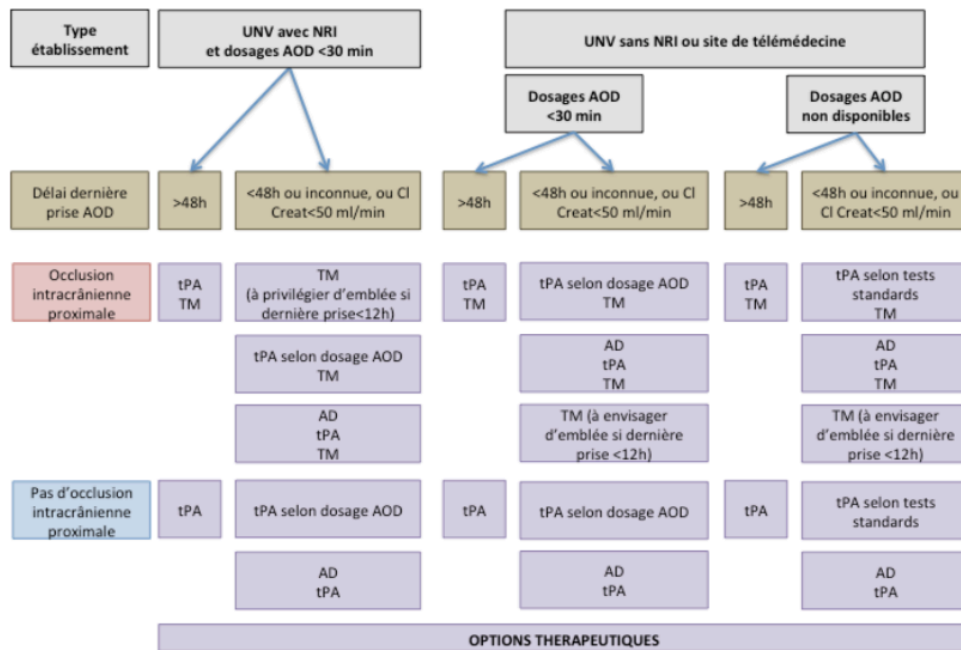 Type
établissement
UNV avec NRI
et dosages AOD <30 min
UNV sans NRI ou site de télémédecine
Dosages AOD
<30 min
Dosages AOD
non disponibles
Délai dernière
prise AOD
>48h
<48h ou inconnue, ou Cl
Creat<50 ml/min
>48h
<48h ou inconnue, ou Cl
Creat<50 ml/min
>48h
<48h ou inconnue, ou
Cl Creat<50 ml/min
Occlusion
intracrânienne
proximale
tPA
TM
TM
(à privilégier d'emblée si
dernière prise<12h)
tPA
TM
tPA selon dosage AOD
TM
tPA
TM
tPA selon tests
standards
TM
tPA selon dosage AOD
TM
AD
tPA
TM
AD
tPA
TM
AD
tPA
TM
TM (à envisager
d'emblée si dernière
prise <12h)
TM (à envisager
d'emblée si dernière
prise <12h)
Pas d'occlusion
intracrânienne
proximale
tPA
tPA selon dosage AOD
tPA
tPA selon dosage AOD
tPA
tPA selon tests
standards
AD
tPA
AD
tPA
AD
tPA
OPTIONS THERAPEUTIQUES